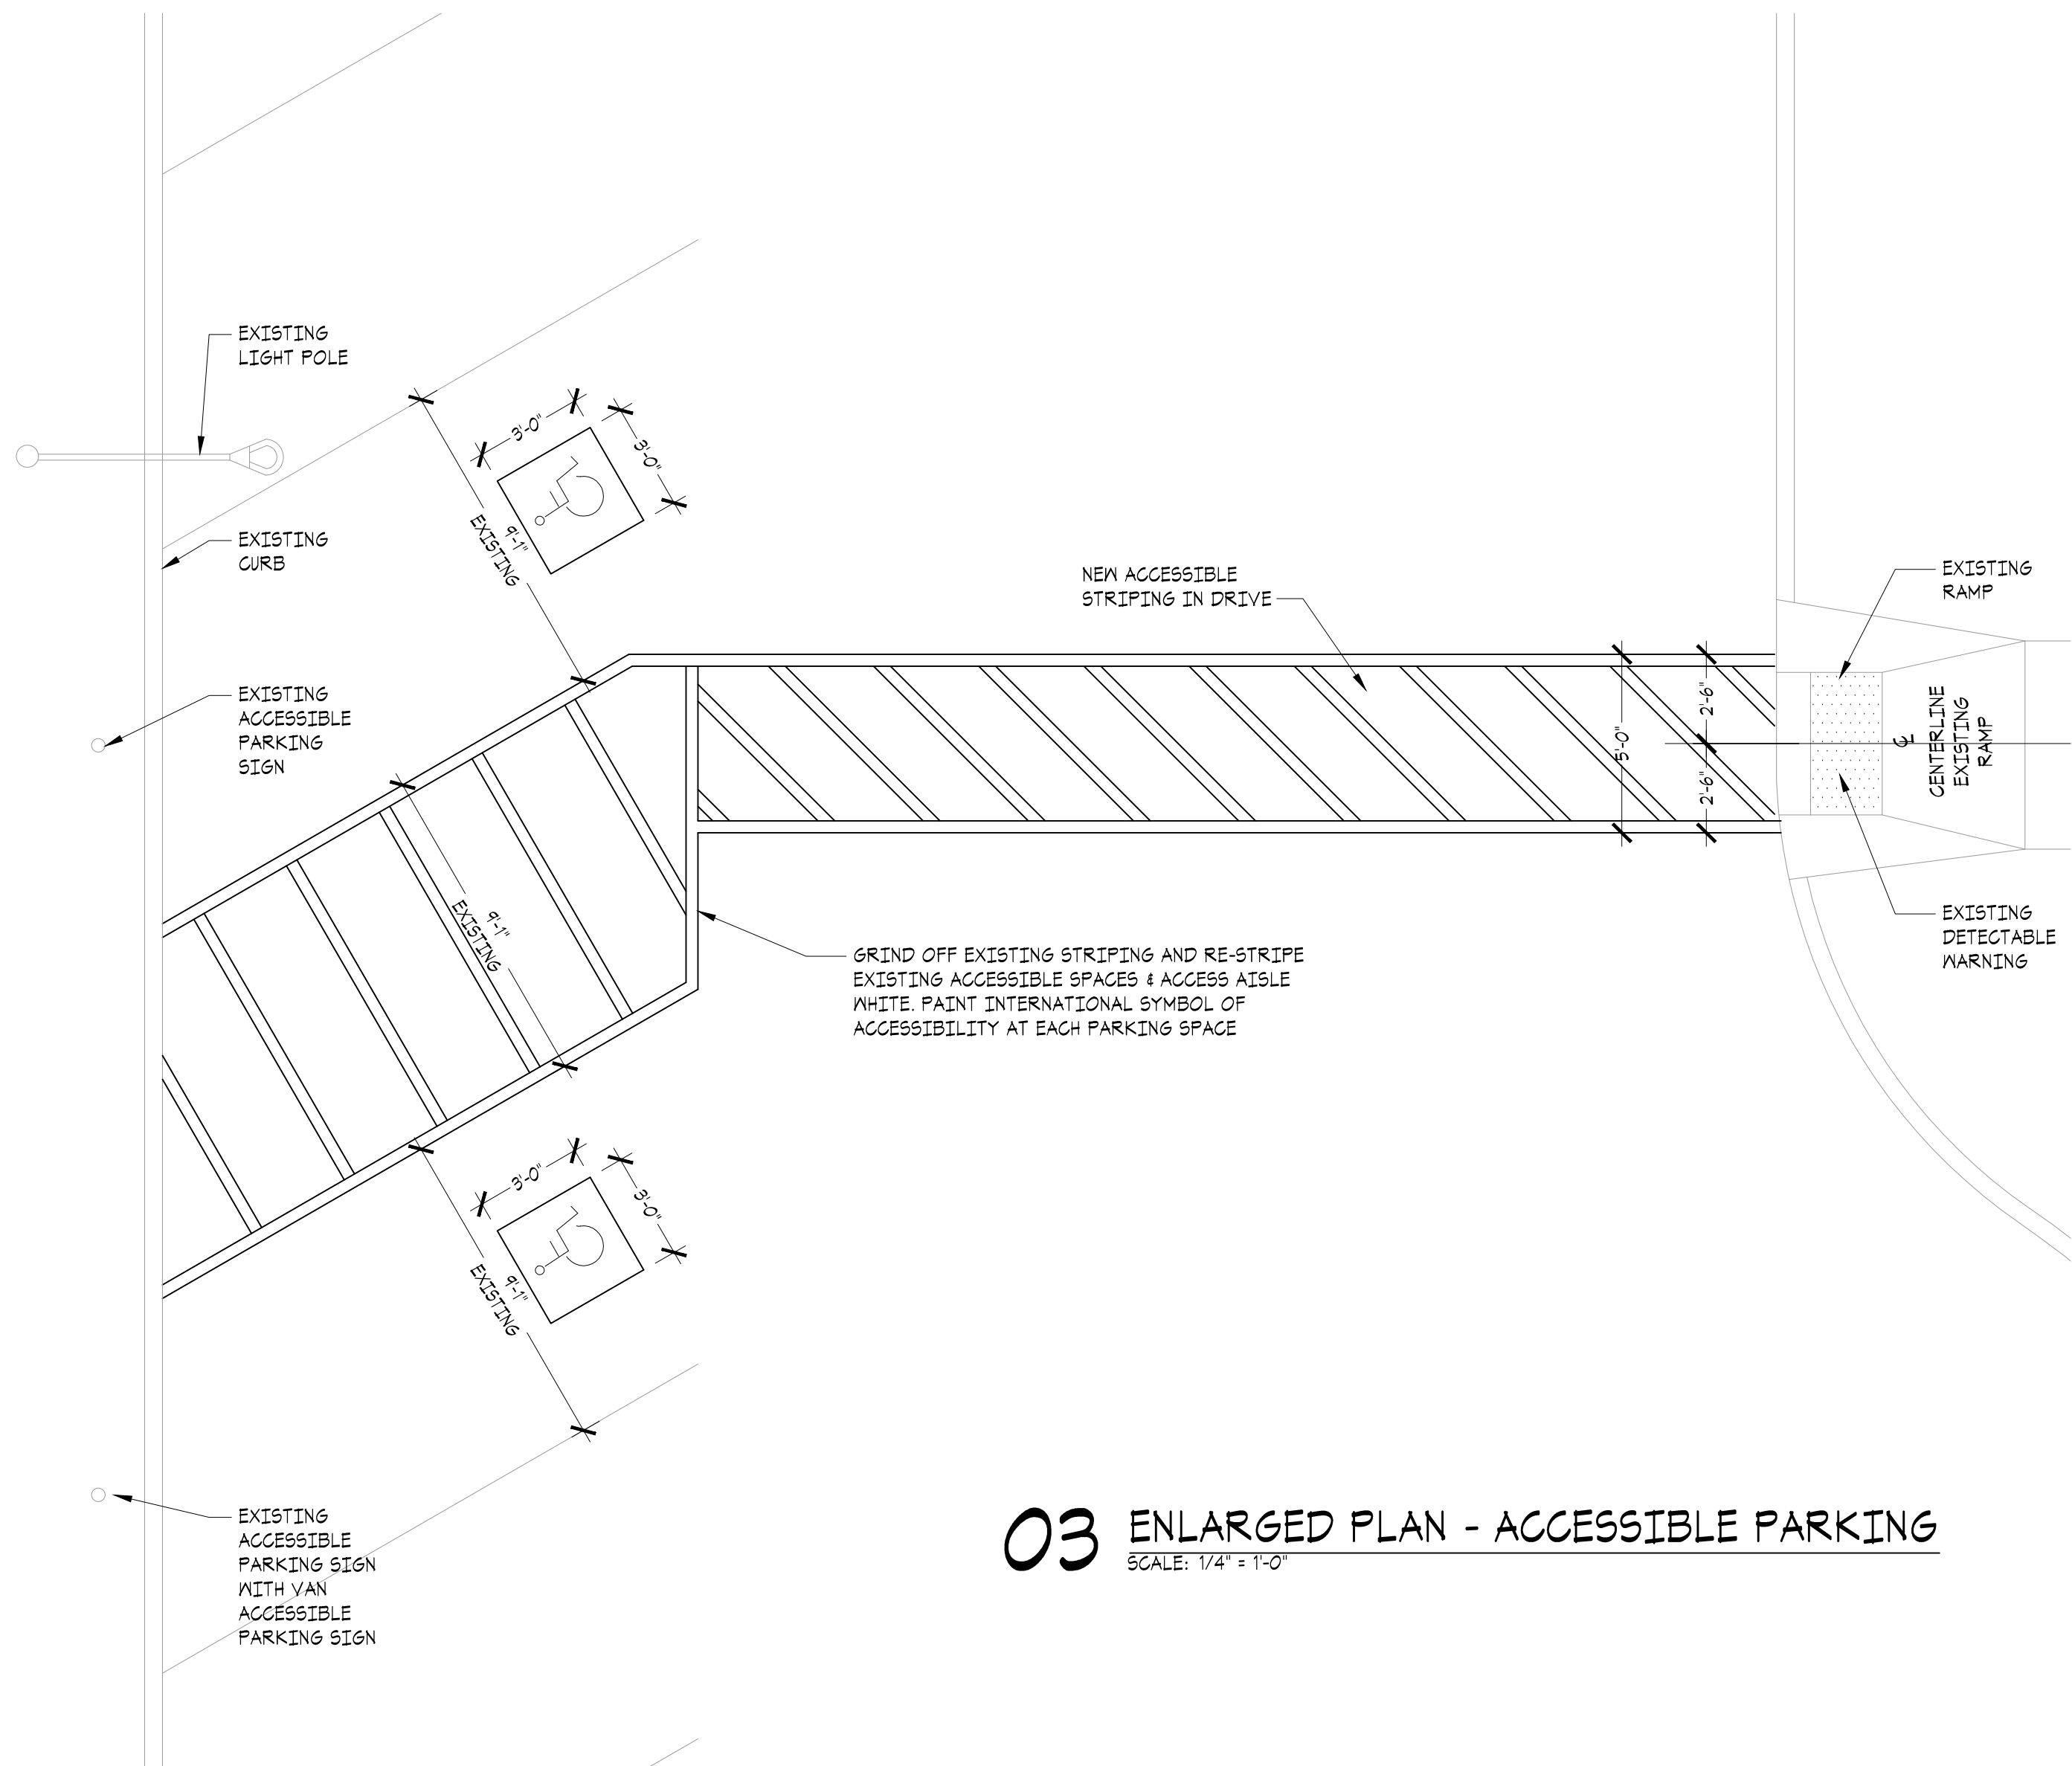 EXISTING
LIGHT POLE
3'-0"
3'-0"
9'-1"
EXISTING
EXISTING
CURB
NEW ACCESSIBLE
STRIPING IN DRIVE
EXISTING
RAMP
EXISTING
ACCESSIBLE
PARKING
SIGN
5'-0"
2'-6"
2'-6"
℄
CENTERLINE
EXISTING
RAMP
9'-1"
EXISTING
EXISTING
DETECTABLE
WARNING
GRIND OFF EXISTING STRIPING AND RE-STRIPE
EXISTING ACCESSIBLE SPACES & ACCESS AISLE
WHITE. PAINT INTERNATIONAL SYMBOL OF
ACCESSIBILITY AT EACH PARKING SPACE
3'-0"
3'-0"
9'-1"
EXISTING
EXISTING
ACCESSIBLE
PARKING SIGN
WITH VAN
ACCESSIBLE
PARKING SIGN
03 ENLARGED PLAN - ACCESSIBLE PARKING
SCALE: 1/4" = 1'-0"